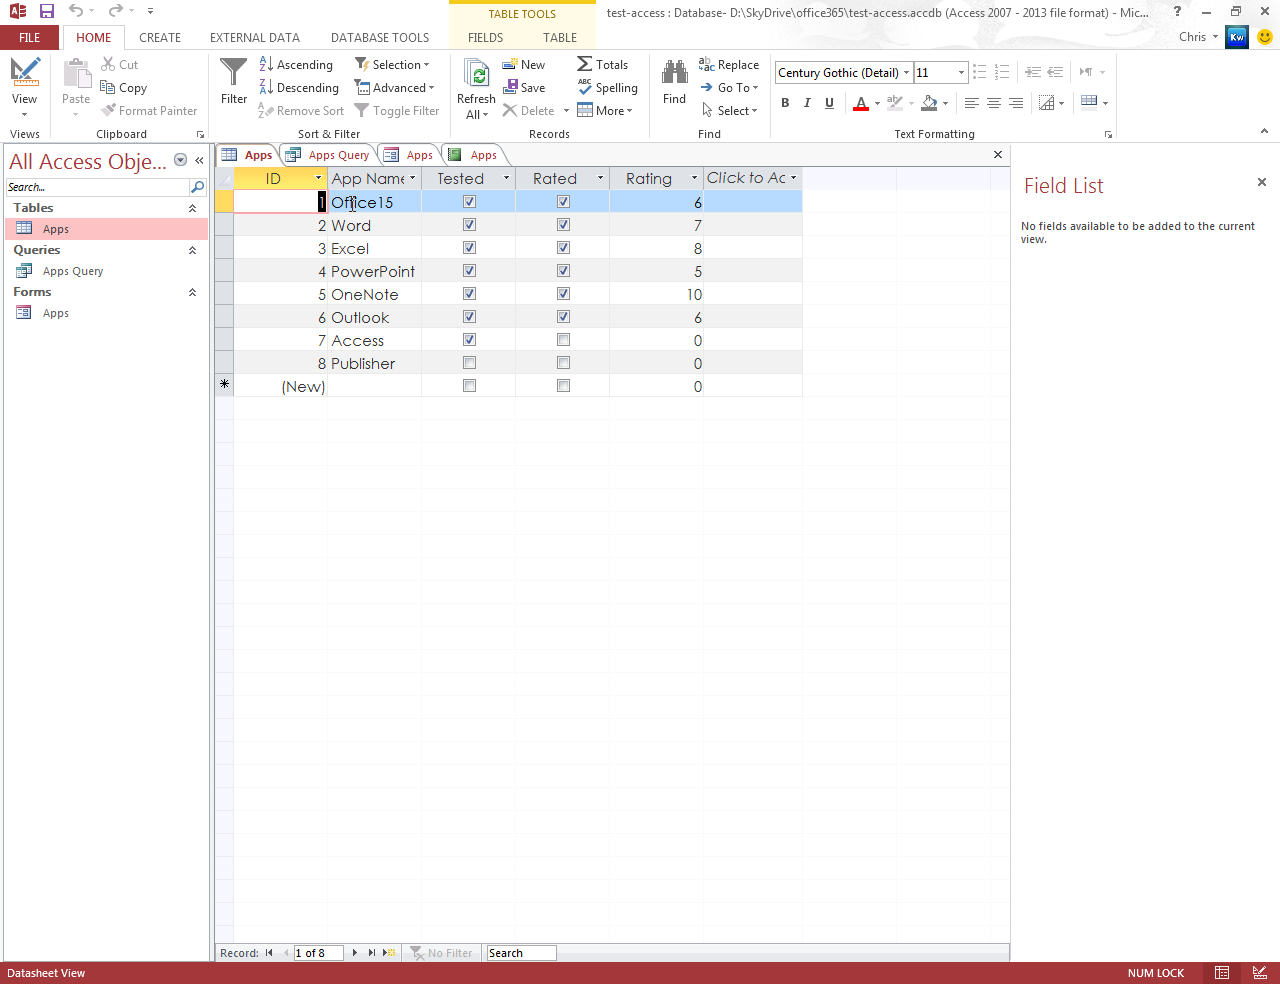 TABLE TOOLS
test-access : Database- D:\SkyDrive\office365\test-access.accdb (Access 2007 - 2013 file format) - Mic...
?
FILE HOME CREATE EXTERNAL DATA DATABASE TOOLS FIELDS TABLE
Chris Kw
View
Views
Paste
Cut
Copy
Format Painter
Clipboard
Filter
Ascending
Descending
Remove Sort
Selection
Advanced
Toggle Filter
Sort & Filter
Refresh
All
New
Save
Delete
Totals
Spelling
More
Records
Find
Replace
Go To
Select
Find
Century Gothic (Detail) 11
B I U A
Text Formatting
All Access Obje...
Search...
Tables
Apps
Queries
Apps Query
Forms
Apps
Apps Apps Query Apps Apps
ID App Name Tested Rated Rating Click to Ac
1 Office15 6
2 Word 7
3 Excel 8
4 PowerPoint 5
5 OneNote 10
6 Outlook 6
7 Access 0
8 Publisher 0
* (New) 0
Field List
No fields available to be added to the current
view.
Record: 1 of 8 No Filter Search
Datasheet View NUM LOCK